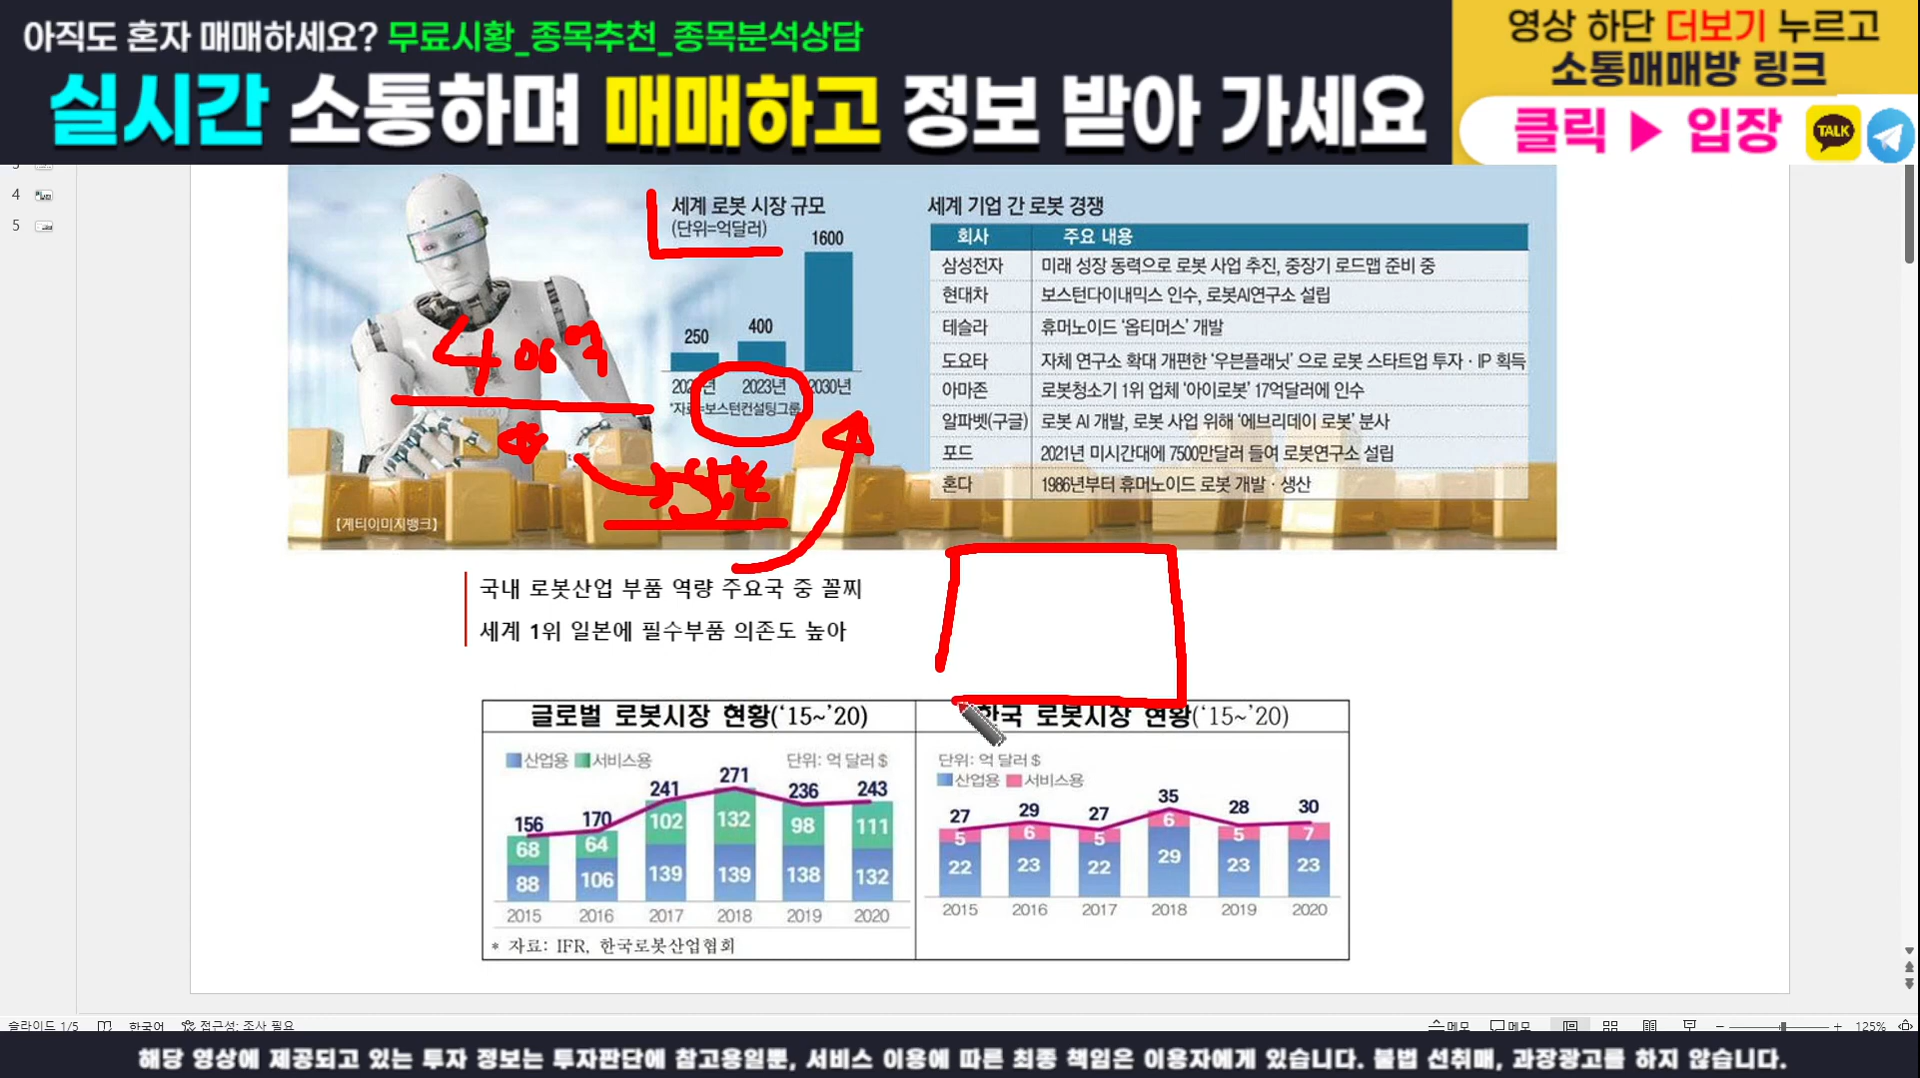 아직도 혼자 매매하세요? 무료시황_종목추천_종목분석상담
실시간 소통하며 매매하고 정보 받아 가세요
영상 하단 더보기 누르고
소통매매방 링크
클릭 ▶ 입장
TALK
4
5
세계 로봇 시장 규모
(단위=억달러)
250
400
1600
2023년
2030년
보스턴컨설팅그룹
【게티이미지뱅크】
세계 기업 간 로봇 경쟁
회사 주요 내용
삼성전자 미래 성장 동력으로 로봇 사업 추진, 중장기 로드맵 준비 중
현대차 보스턴다이내믹스 인수, 로봇AI연구소 설립
테슬라 휴머노이드 ‘옵티머스’ 개발
도요타 자체 연구소 확대 개편한 ‘우븐플래닛’ 으로 로봇 스타트업 투자 · IP 획득
아마존 로봇청소기 1위 업체 ‘아이로봇’ 17억달러에 인수
알파벳(구글) 로봇 AI 개발, 로봇 사업 위해 ‘에브리데이 로봇’ 분사
포드 2021년 미시간대에 7500만달러 들여 로봇연구소 설립
혼다 1986년부터 휴머노이드 로봇 개발 · 생산
국내 로봇산업 부품 역량 주요국 중 꼴찌
세계 1위 일본에 필수부품 의존도 높아
글로벌 로봇시장 현황(‘15~’20)
산업용 서비스용 단위: 억 달러 $
156 170 241 271 236 243
68 64 102 132 98 111
88 106 139 139 138 132
2015 2016 2017 2018 2019 2020
* 자료: IFR, 한국로봇산업협회
한국 로봇시장 현황(‘15~’20)
단위: 억 달러 $
산업용 서비스용
27 29 27 35 28 30
5 6 5 6 5 7
22 23 22 29 23 23
2015 2016 2017 2018 2019 2020
슬라이드 1/5 한국어 접근성: 조사 필요
메모 메모 125%
해당 영상에 제공되고 있는 투자 정보는 투자판단에 참고용일뿐, 서비스 이용에 따른 최종 책임은 이용자에게 있습니다. 불법 선취매, 과장광고를 하지 않습니다.